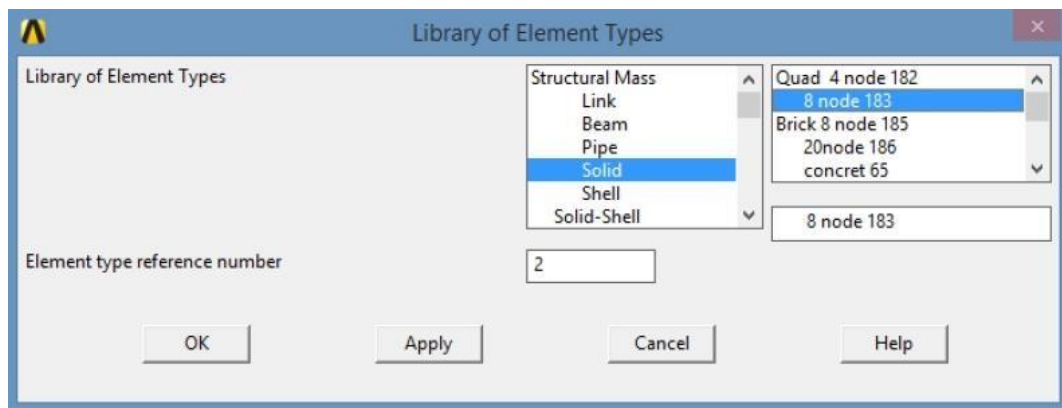 Library of Element Types
Library of Element Types
Structural Mass
Link
Beam
Pipe
Solid
Shell
Solid-Shell
Quad 4 node 182
8 node 183
Brick 8 node 185
20node 186
concret 65
8 node 183
Element type reference number
2
OK
Apply
Cancel
Help